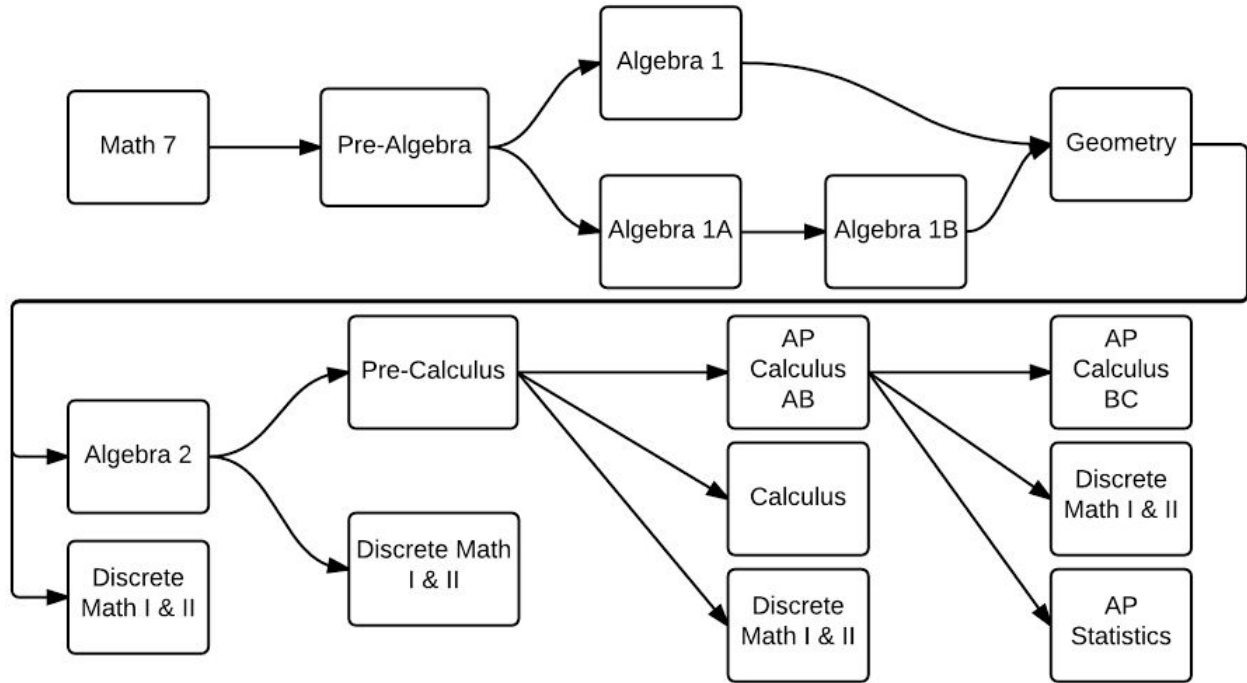 Math 7
Pre-Algebra
Algebra 1
Algebra 1A
Algebra 1B
Geometry
Algebra 2
Discrete
Math I & II
Pre-Calculus
Discrete Math
I & II
AP
Calculus
AB
Calculus
Discrete
Math I & II
AP
Calculus
BC
Discrete
Math I & II
AP
Statistics